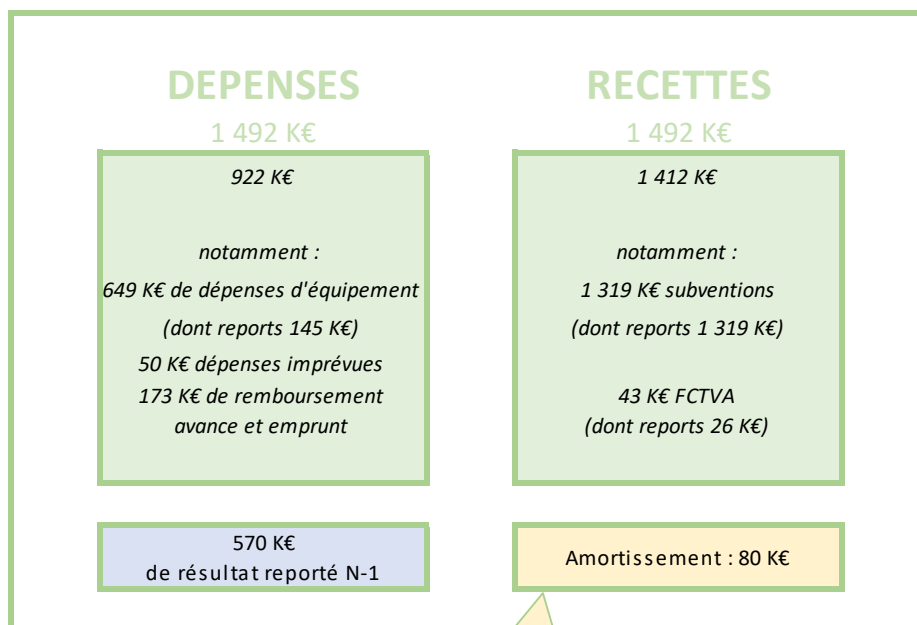 DEPENSES
1 492 K€
922 K€
notamment :
649 K€ de dépenses d'équipement
(dont reports 145 K€)
50 K€ dépenses imprévues
173 K€ de remboursement
avance et emprunt
570 K€
de résultat reporté N-1
RECETTES
1 492 K€
1 412 K€
notamment :
1 319 K€ subventions
(dont reports 1 319 K€)
43 K€ FCTVA
(dont reports 26 K€)
Amortissement : 80 K€